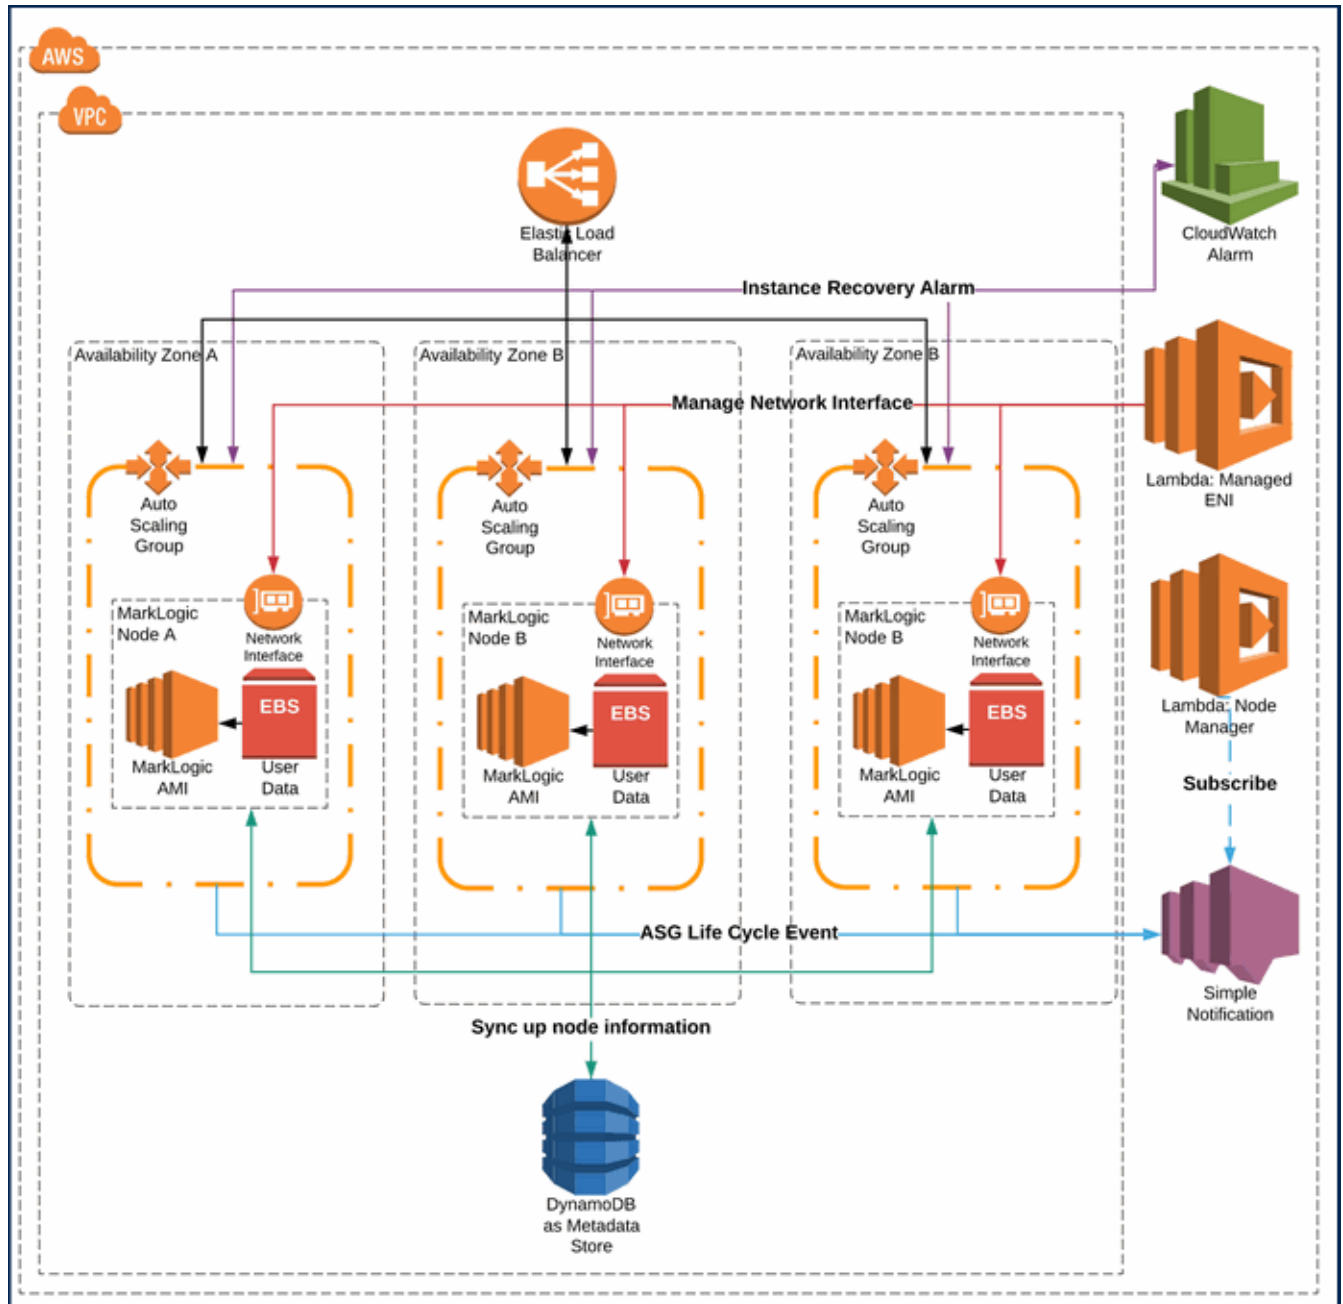 AWS
VPC
Elastic Load
Balancer
CloudWatch
Alarm
Instance Recovery Alarm
Availability Zone A
Availability Zone B
Availability Zone B
Manage Network Interface
Lambda: Managed
ENI
Auto
Scaling
Group
Auto
Scaling
Group
Auto
Scaling
Group
MarkLogic
Node A
Network
Interface
EBS
MarkLogic
AMI
User
Data
MarkLogic
Node B
Network
Interface
EBS
MarkLogic
AMI
User
Data
MarkLogic
Node B
Network
Interface
EBS
MarkLogic
AMI
User
Data
Lambda: Node
Manager
Subscribe
ASG Life Cycle Event
Simple
Notification
Sync up node information
DynamoDB
as Metadata
Store